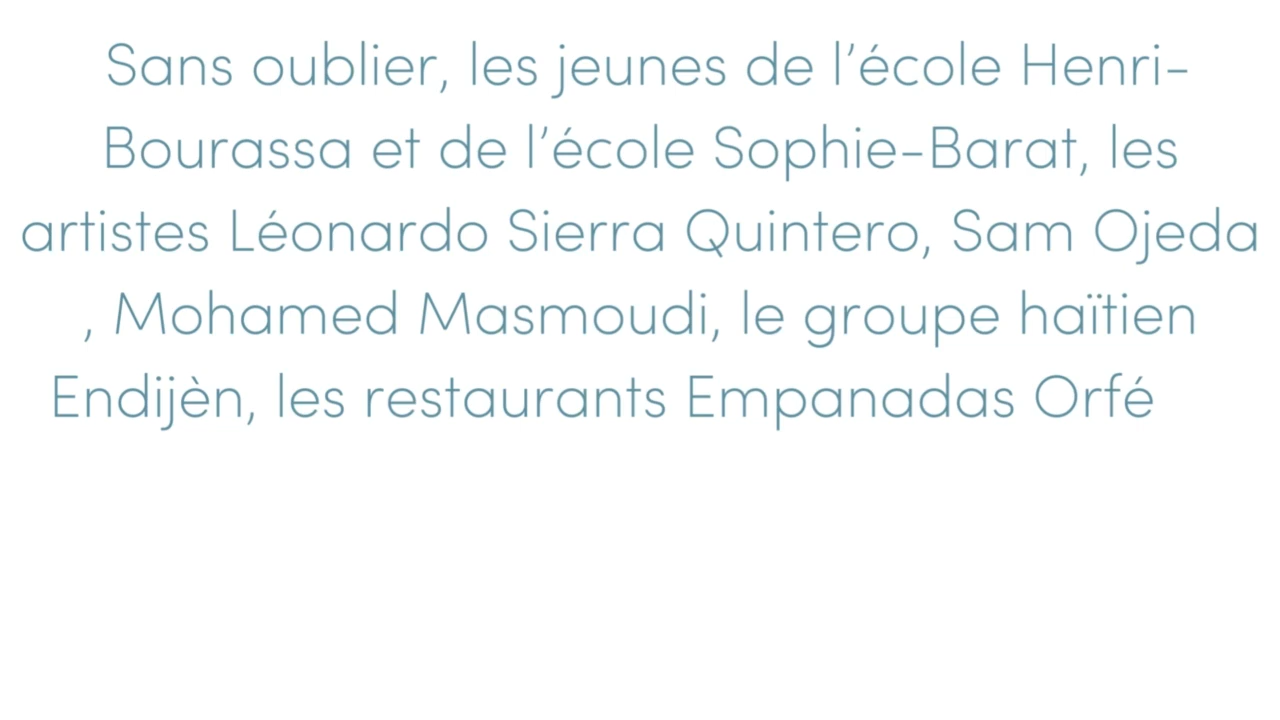 Sans oublier, les jeunes de l’école Henri-
Bourassa et de l’école Sophie-Barat, les
artistes Léonardo Sierra Quintero, Sam Ojeda
, Mohamed Masmoudi, le groupe haïtien
Endijèn, les restaurants Empanadas Orfé